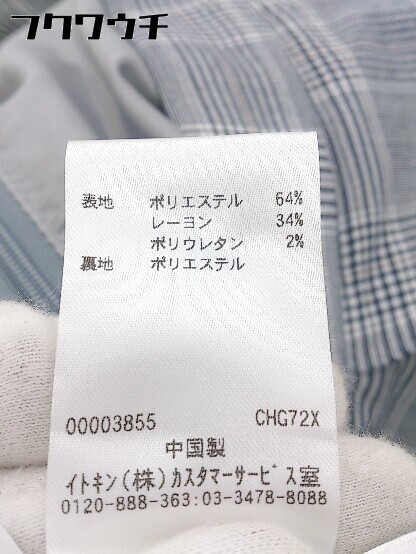 フクワウチ
表地 ポリエステル 64%
レーヨン 34%
ポリウレタン 2%
裏地 ポリエステル
00003855 CHG72X
中国製
イトキン(株)カスタマーサービス室
0120-888-363:03-3478-8088